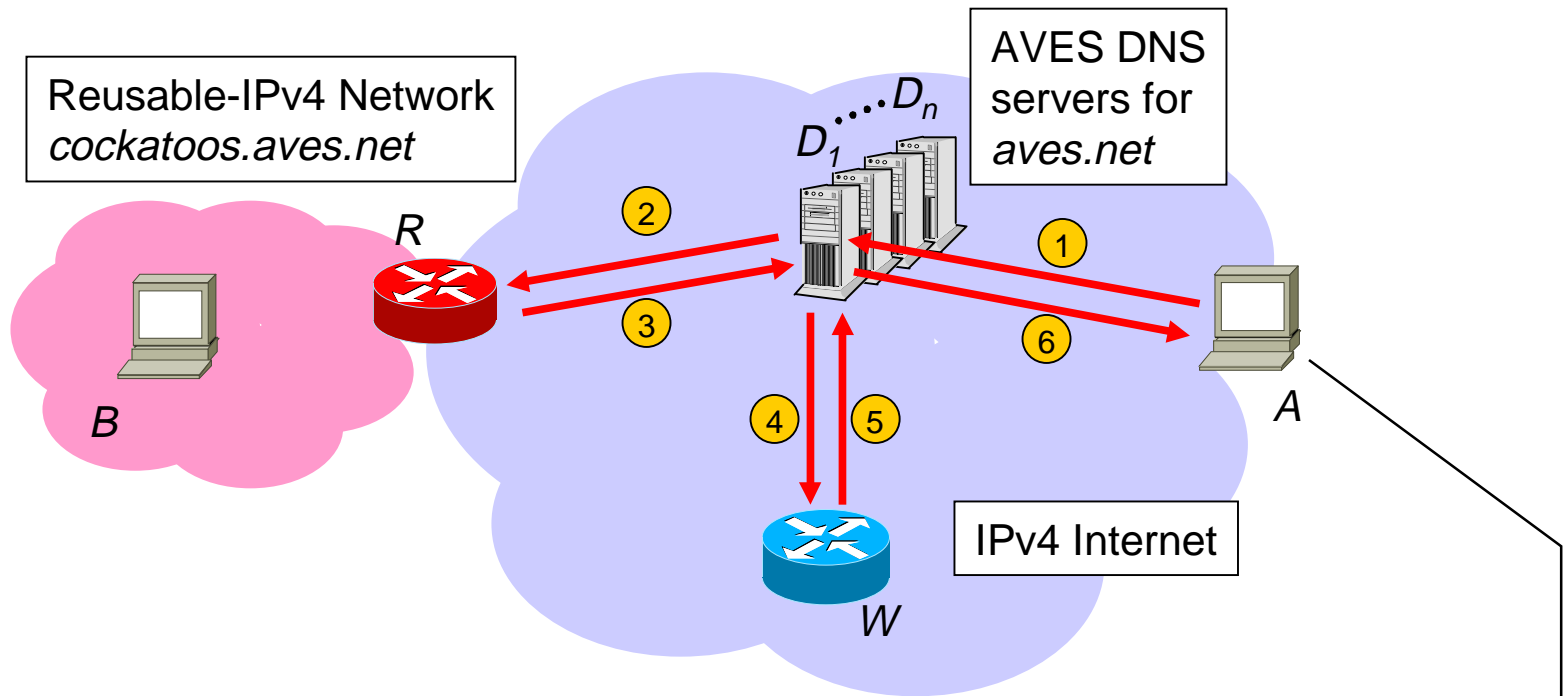 AVES DNS
servers for
aves.net
Reusable-IPv4 Network
cockatoos.aves.net
D1
Dn
R
2
1
3
6
B
A
4
5
IPv4 Internet
W